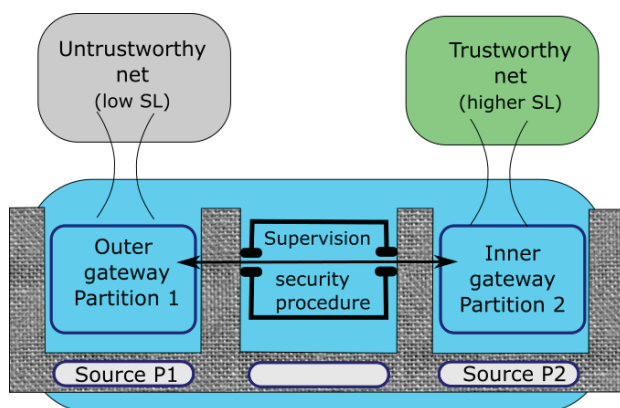 Untrustworthy
net
(low SL)
Trustworthy
net
(higher SL)
Outer
gateway
Partition 1
Supervision
security
procedure
Inner
gateway
Partition 2
Source P1
Source P2